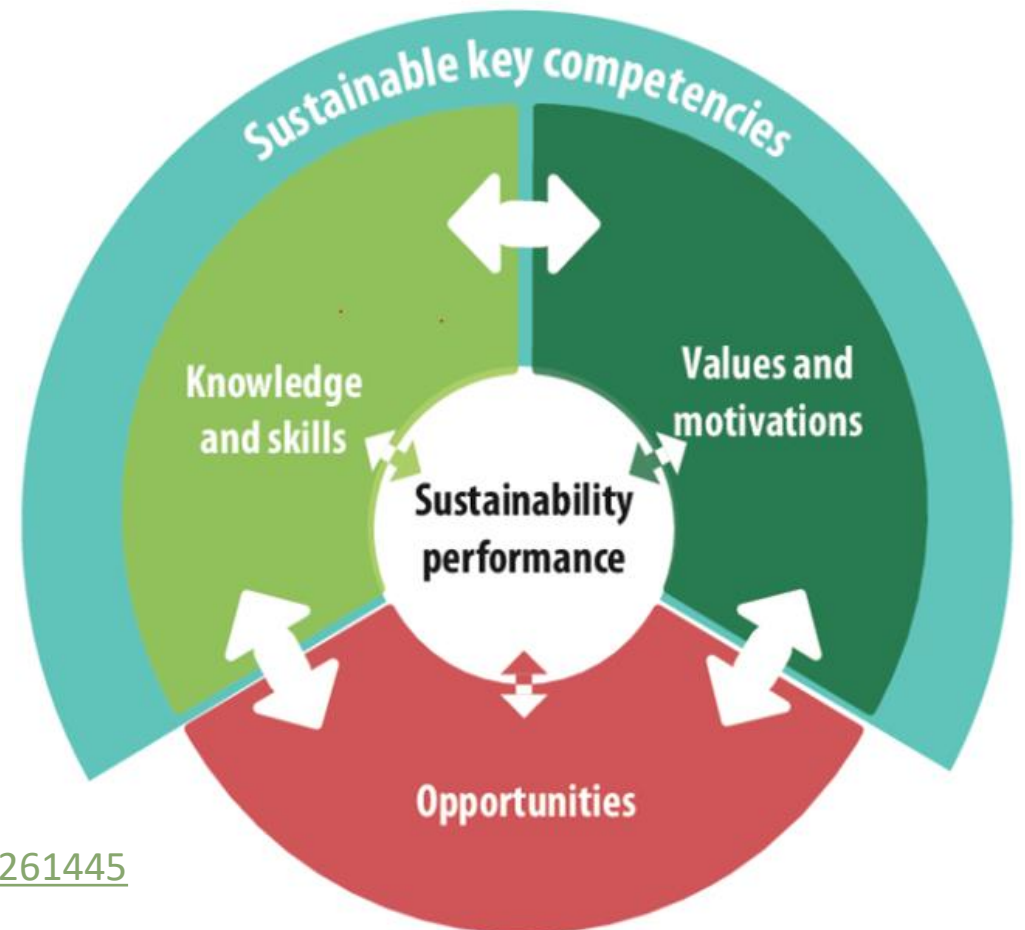 Sustainable key competencies
Knowledge
and skills
Values and
motivations
Sustainability
performance
Opportunities
261445